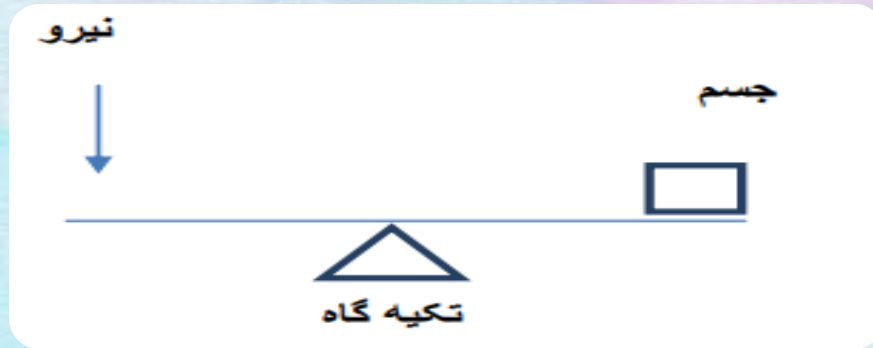 نیرو
جسم
تکیه گاه